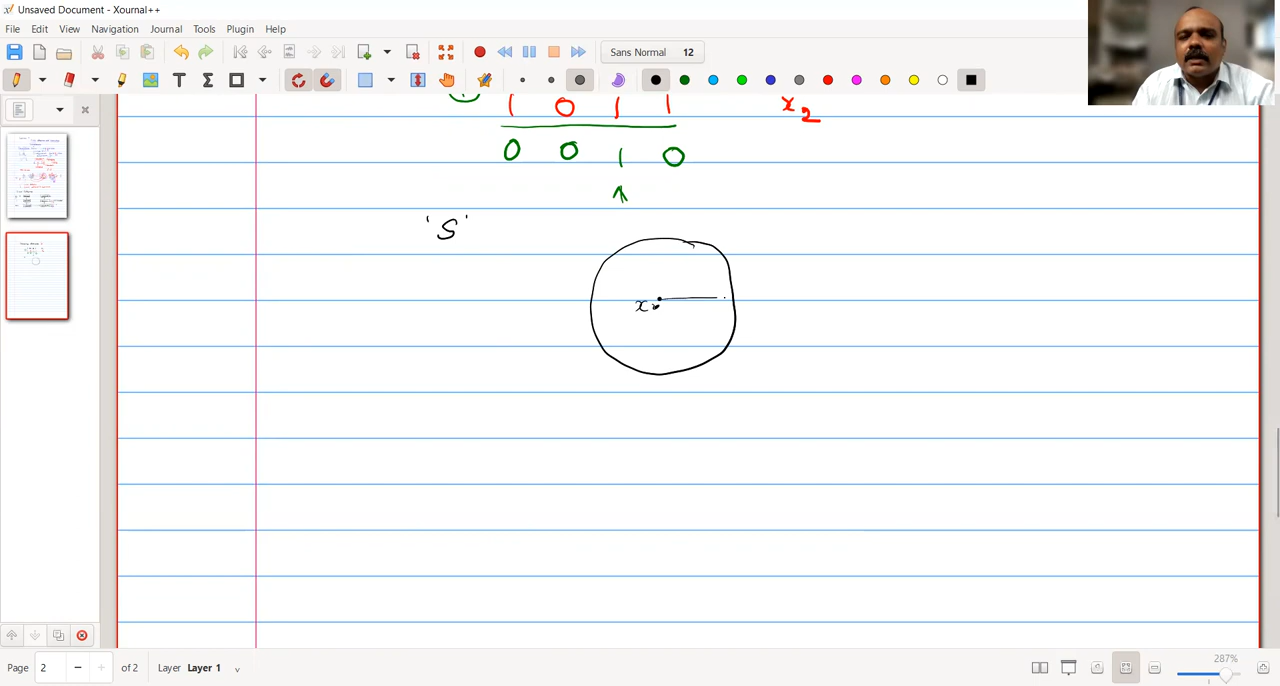 Unsaved Document - Xournal++
File Edit View Navigation Journal Tools Plugin Help
Sans Normal 12
1 0 1 1 x₂
0 0 1 0
↑
'S'
x
Page 2 of 2 Layer Layer 1
287%